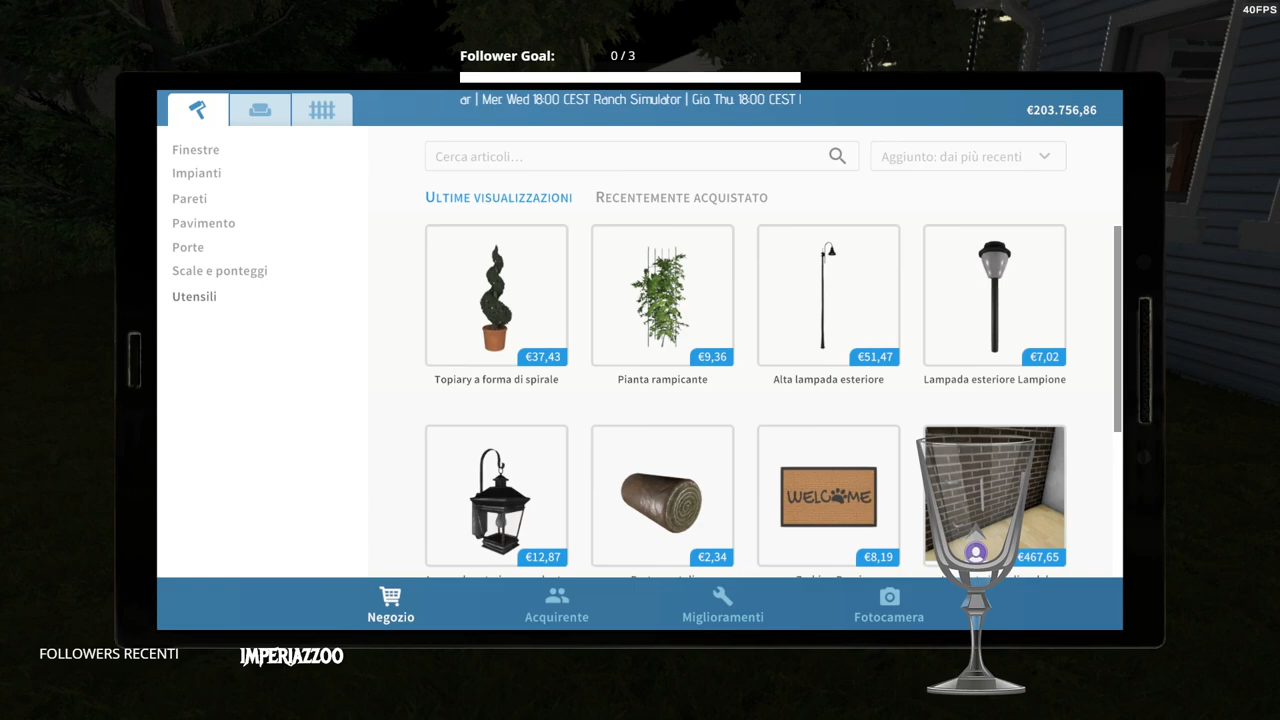 40FPS
Follower Goal: 0 / 3
ar | Mer. Wed 18:00 CEST Ranch Simulator | Gio. Thu. 18:00 CEST |
€203.756,86
Finestre
Impianti
Pareti
Pavimento
Porte
Scale e ponteggi
Utensili
Cerca articoli...
Aggiunto: dai più recenti
ULTIME VISUALIZZAZIONI
RECENTEMENTE ACQUISTATO
€37,43
€9,36
€51,47
€7,02
Topiary a forma di spirale
Pianta rampicante
Alta lampada esteriore
Lampada esteriore Lampione
WELCOME
€12,87
€2,34
€8,19
€467,65
Negozio
Acquirente
Miglioramenti
Fotocamera
FOLLOWERS RECENTI
IMPERJAZZOO